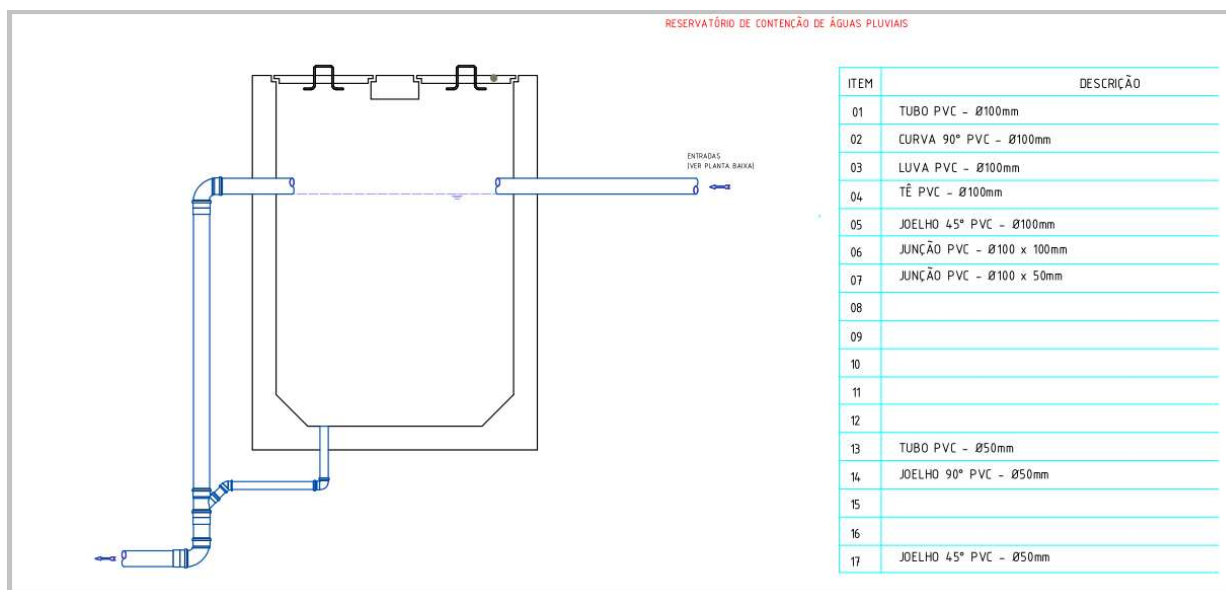 RESERVATÓRIO DE CONTENÇÃO DE ÁGUAS PLUVIAIS
ENTRADAS
(VER PLANTA BAIXA)
ITEM DESCRIÇÃO
01 TUBO PVC - Ø100mm
02 CURVA 90° PVC - Ø100mm
03 LUVA PVC - Ø100mm
04 TÊ PVC - Ø100mm
05 JOELHO 45° PVC - Ø100mm
06 JUNÇÃO PVC - Ø100 x 100mm
07 JUNÇÃO PVC - Ø100 x 50mm
08
09
10
11
12
13 TUBO PVC - Ø50mm
14 JOELHO 90° PVC - Ø50mm
15
16
17 JOELHO 45° PVC - Ø50mm